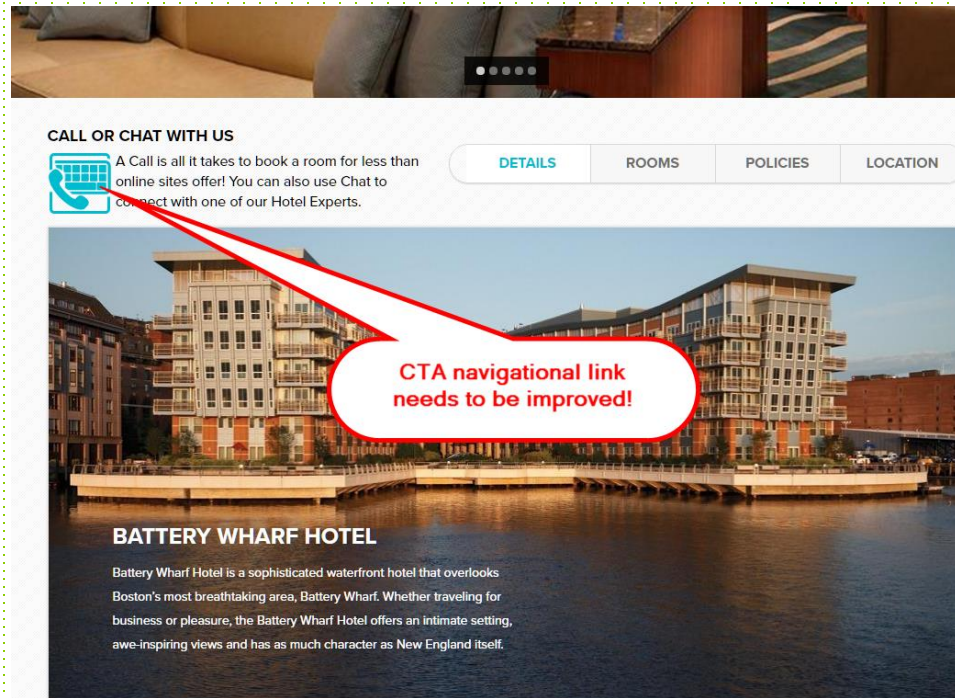 CALL OR CHAT WITH US
A Call is all it takes to book a room for less than
online sites offer! You can also use Chat to
connect with one of our Hotel Experts.
DETAILS ROOMS POLICIES LOCATION
CTA navigational link
needs to be improved!
BATTERY WHARF HOTEL
Battery Wharf Hotel is a sophisticated waterfront hotel that overlooks
Boston's most breathtaking area, Battery Wharf. Whether traveling for
business or pleasure, the Battery Wharf Hotel offers an intimate setting,
awe-inspiring views and has as much character as New England itself.